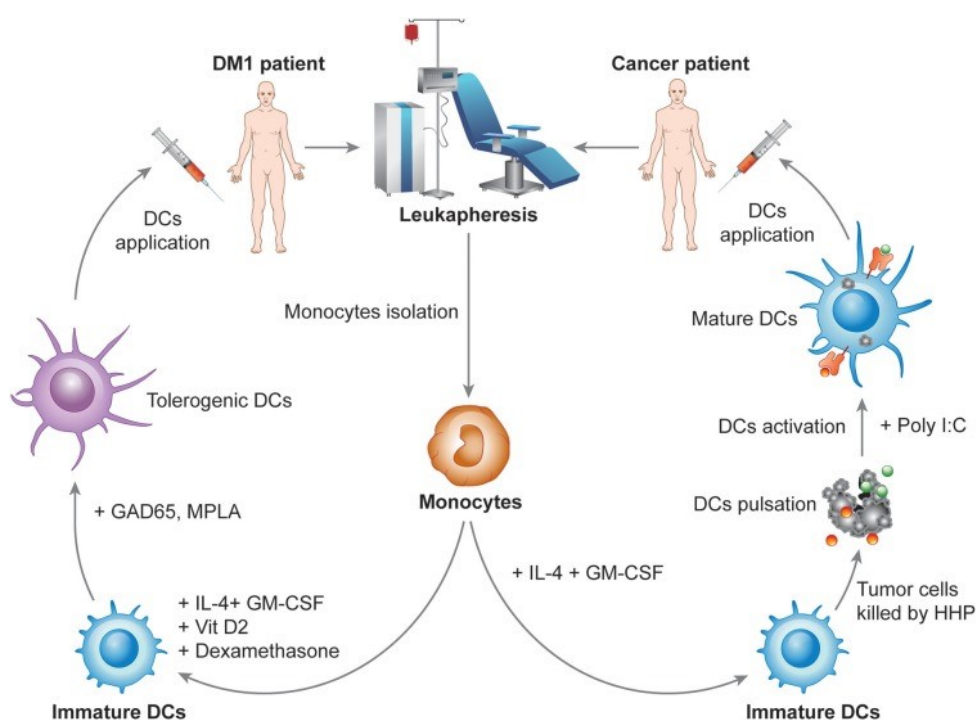 DM1 patient
Cancer patient
Leukapheresis
DCs
application
DCs
application
Monocytes isolation
Mature DCs
Tolerogenic DCs
DCs activation
+ Poly I:C
Monocytes
DCs pulsation
+ GAD65, MPLA
+ IL-4 + GM-CSF
Tumor cells
killed by HHP
+ IL-4+ GM-CSF
+ Vit D2
+ Dexamethasone
Immature DCs
Immature DCs